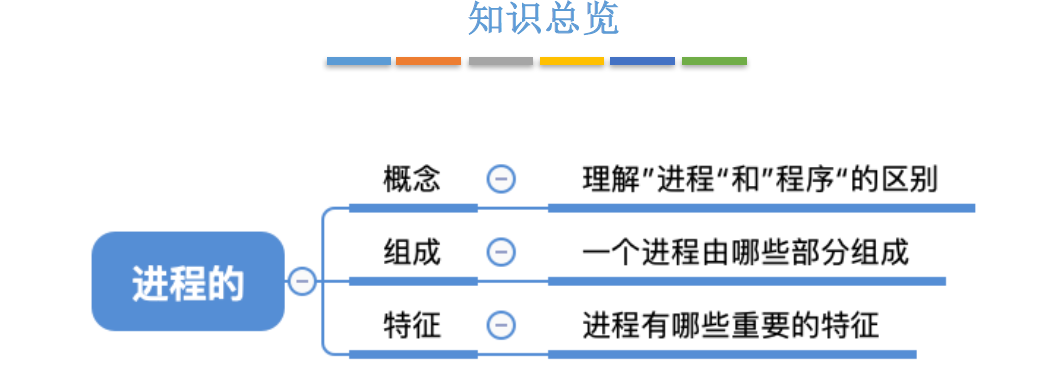 知识总览
概念
理解”进程“和”程序“的区别
组成
一个进程由哪些部分组成
进程的
特征
进程有哪些重要的特征